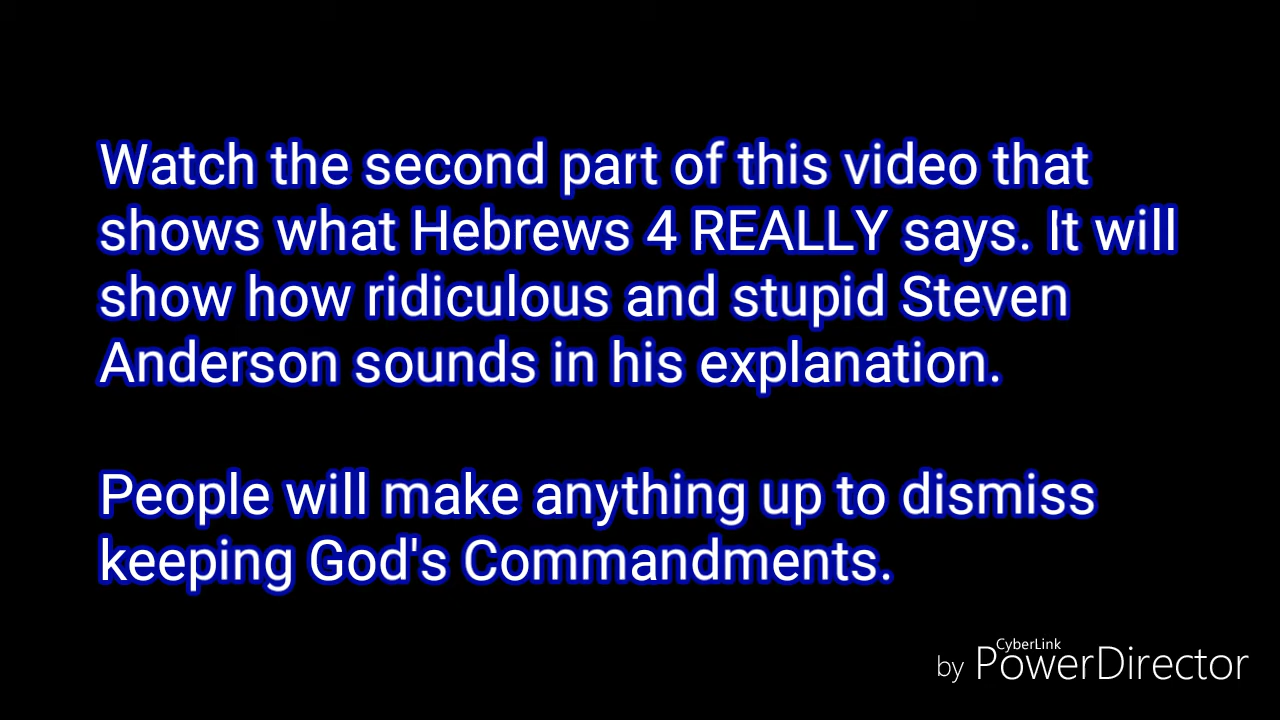 Watch the second part of this video that
shows what Hebrews 4 REALLY says. It will
show how ridiculous and stupid Steven
Anderson sounds in his explanation.
People will make anything up to dismiss
keeping God's Commandments.
CyberLink
by PowerDirector